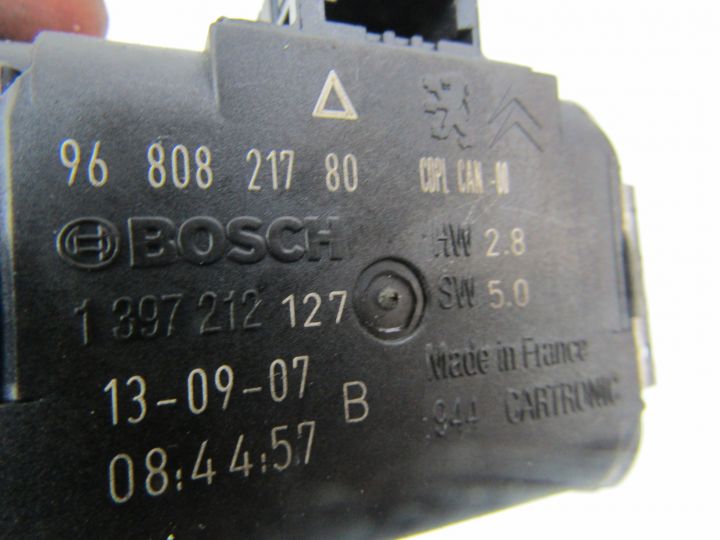 96 808 217 80
CDPL CAN -00
BOSCH
HW 2.8
1 397 212 127
SW 5.0
Made in France
13-09-07
B
944 CARTRONIC
08:44:57